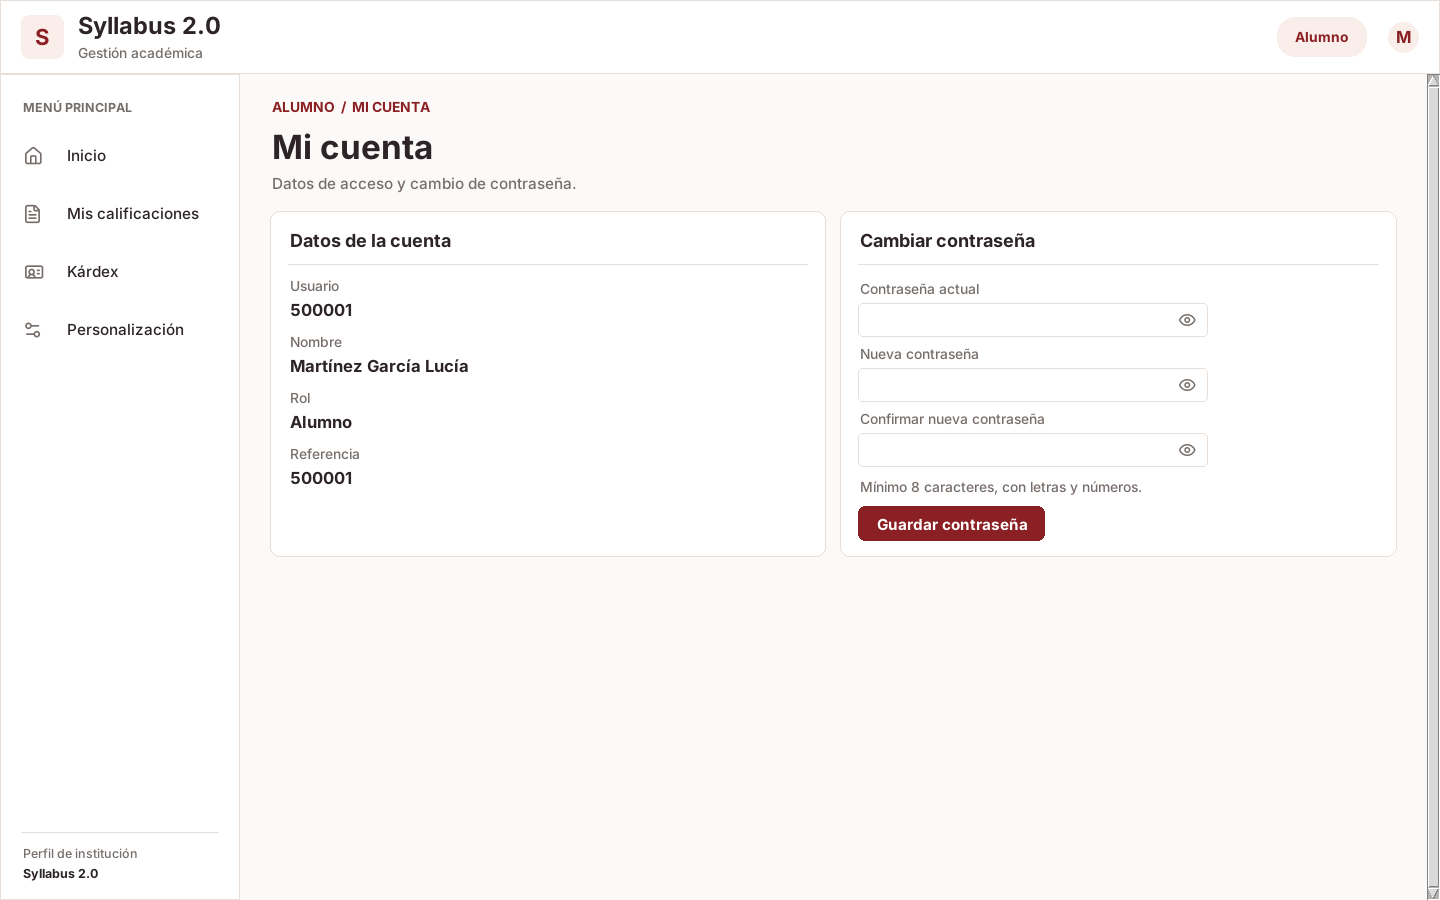 S
Syllabus 2.0
Gestión académica
Alumno
M
MENÚ PRINCIPAL
Inicio
Mis calificaciones
Kárdex
Personalización
Perfil de institución
Syllabus 2.0
ALUMNO / MI CUENTA
Mi cuenta
Datos de acceso y cambio de contraseña.
Datos de la cuenta
Usuario
500001
Nombre
Martínez García Lucía
Rol
Alumno
Referencia
500001
Cambiar contraseña
Contraseña actual
Nueva contraseña
Confirmar nueva contraseña
Mínimo 8 caracteres, con letras y números.
Guardar contraseña